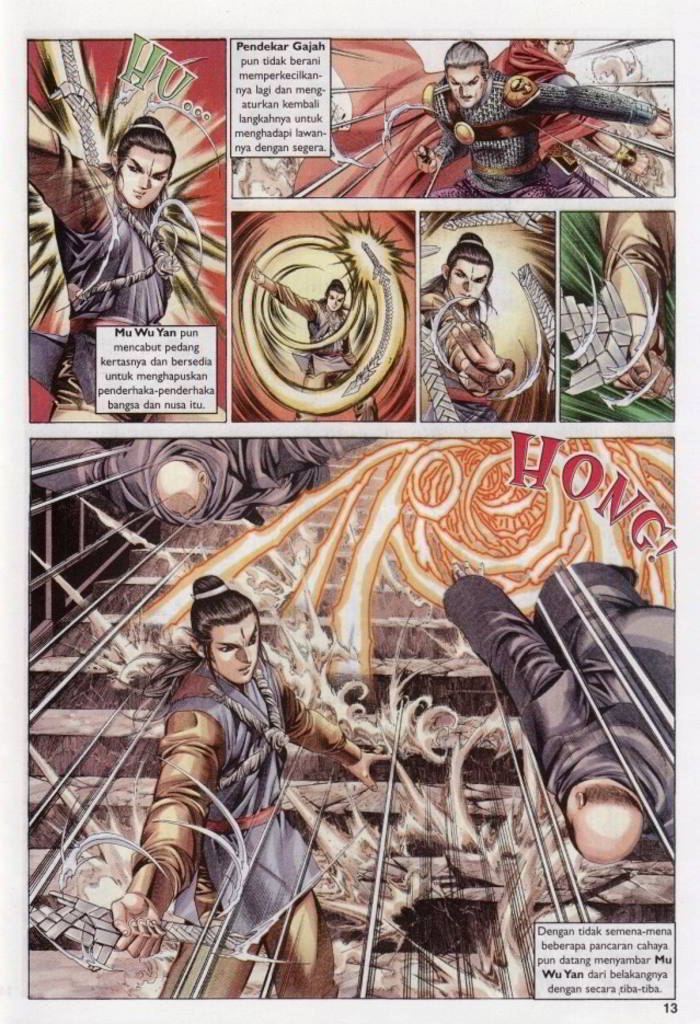 HU...
Pendekar Gajah
pun tidak berani
memperkecilkan-
nya lagi dan meng-
aturkan kembali
langkahnya untuk
menghadapi lawan-
nya dengan segera.
Mu Wu Yan pun
mencabut pedang
kertasnya dan bersedia
untuk menghapuskan
penderhaka-penderhaka
bangsa dan nusa itu.
HONG!
Dengan tidak semena-mena
beberapa pancaran cahaya
pun datang menyambar Mu
Wu Yan dari belakangnya
dengan secara tiba-tiba.
13